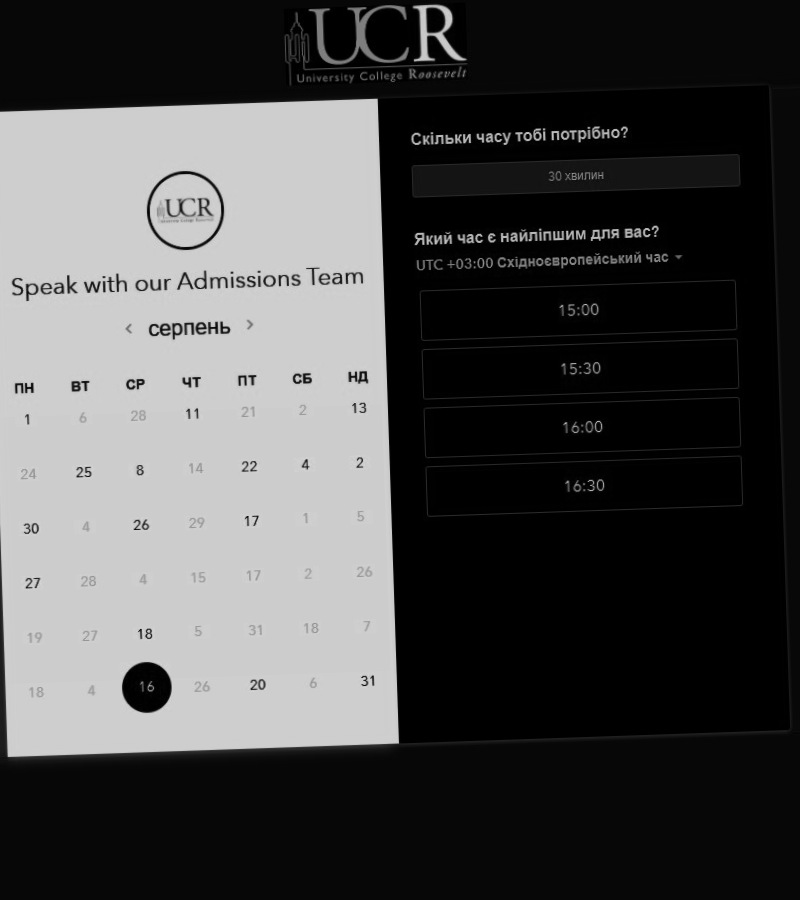 UCR
University College Roosevelt
UCR
University College Roosevelt
Speak with our Admissions Team
серпень
ПН ВТ СР ЧТ ПТ СБ НД
1 6 28 11 21 2 13
24 25 8 14 22 4 2
30 4 26 29 17 1 5
27 28 4 15 17 2 26
19 27 18 5 31 18 7
18 4 16 26 20 6 31
Скільки часу тобі потрібно?
30 хвилин
Який час є найліпшим для вас?
UTC +03:00 Східноєвропейський час
15:00
15:30
16:00
16:30